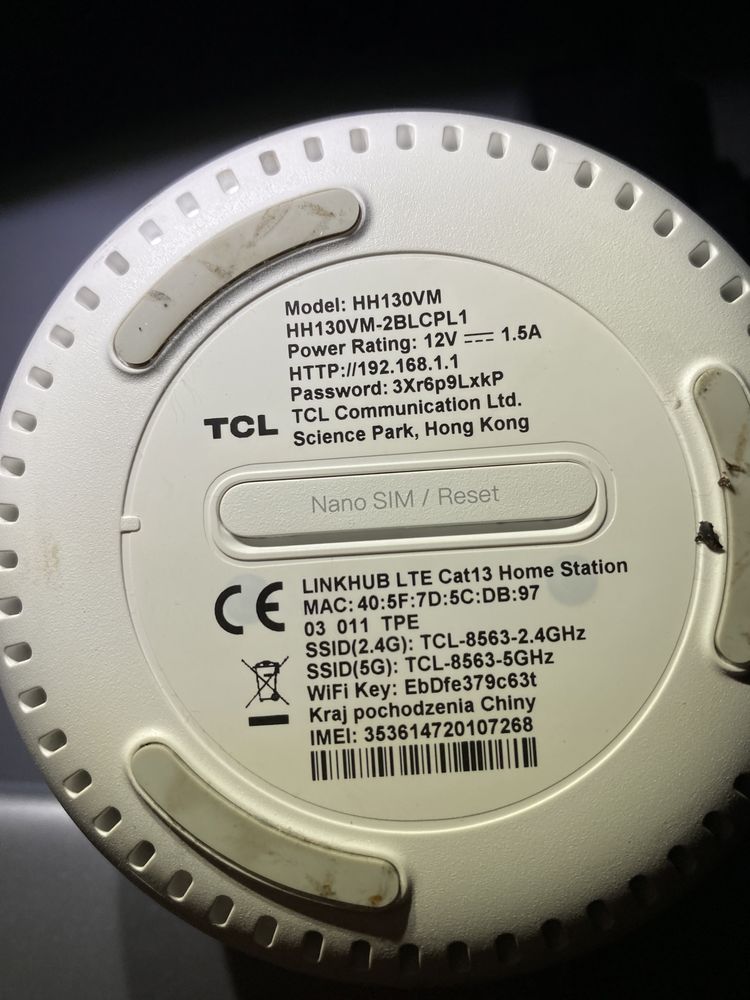 Model: HH130VM
HH130VM-2BLCPL1
Power Rating: 12V 1.5A
HTTP://192.168.1.1
Password: 3Xr6p9LxkP
TCL
TCL Communication Ltd.
Science Park, Hong Kong
Nano SIM / Reset
CE
LINKHUB LTE Cat13 Home Station
MAC: 40:5F:7D:5C:DB:97
03 011 TPE
SSID(2.4G): TCL-8563-2.4GHz
SSID(5G): TCL-8563-5GHz
WiFi Key: EbDfe379c63t
Kraj pochodzenia Chiny
IMEI: 353614720107268